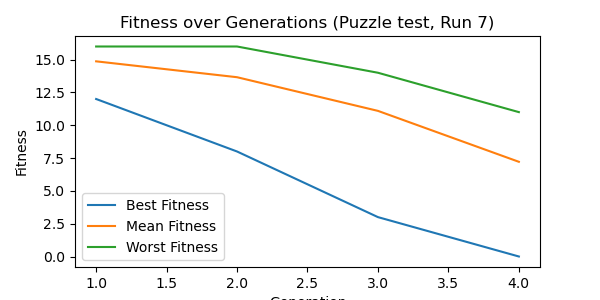 Fitness over Generations (Puzzle test, Run 7)
15.0
12.5
10.0
7.5
5.0
2.5
0.0
Fitness
Best Fitness
Mean Fitness
Worst Fitness
1.0 1.5 2.0 2.5 3.0 3.5 4.0
Generation